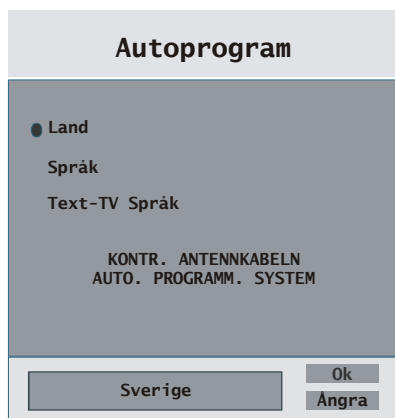 Autoprogram
Land
Språk
Text-TV Språk
KONTR. ANTENNKABELN
AUTO. PROGRAMM. SYSTEM
Sverige
Ok
Ångra